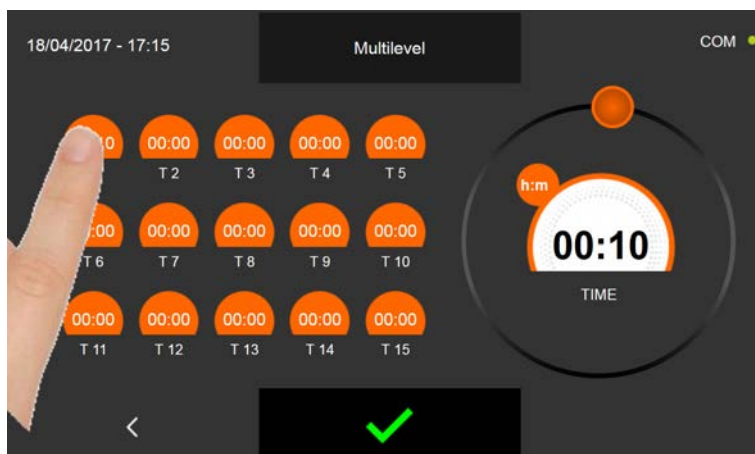 18/04/2017 - 17:15
Multilevel
COM
00:00 00:00 00:00 00:00
T 2 T 3 T 4 T 5
h:m
00:10
TIME
00:00 00:00 00:00 00:00
T 6 T 7 T 8 T 9 T 10
00:00 00:00 00:00 00:00 00:00
T 11 T 12 T 13 T 14 T 15